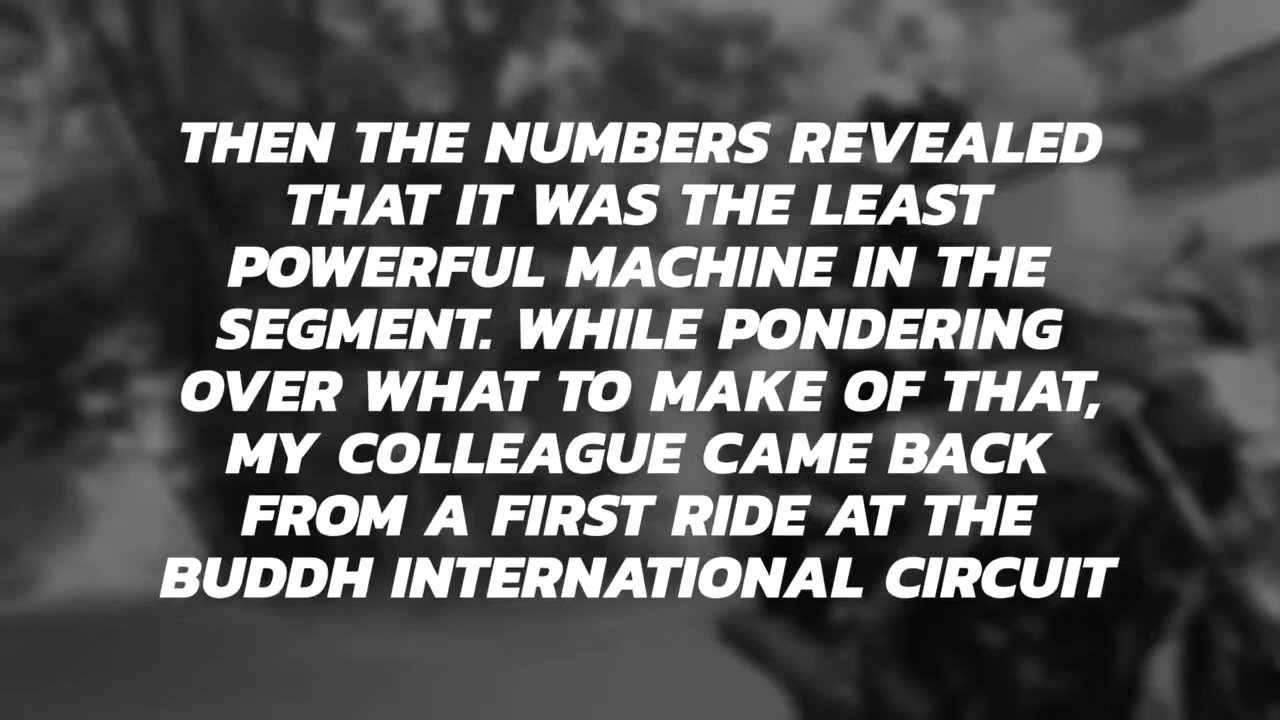 THEN THE NUMBERS REVEALED
THAT IT WAS THE LEAST
POWERFUL MACHINE IN THE
SEGMENT. WHILE PONDERING
OVER WHAT TO MAKE OF THAT,
MY COLLEAGUE CAME BACK
FROM A FIRST RIDE AT THE
BUDDH INTERNATIONAL CIRCUIT